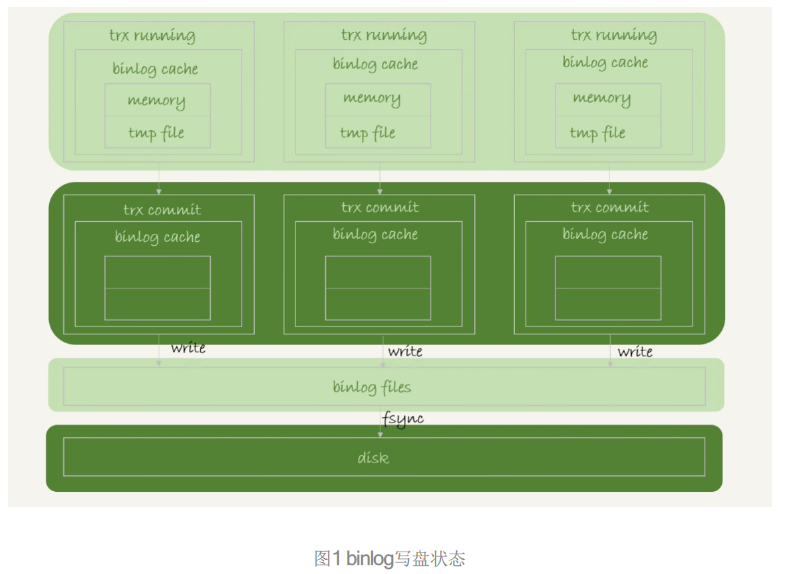 trx running
binlog cache
memory
tmp file
trx running
binlog cache
memory
tmp file
trx running
binlog cache
memory
tmp file
trx commit
binlog cache
trx commit
binlog cache
trx commit
binlog cache
write
write
write
binlog files
fsync
disk
图1 binlog写盘状态